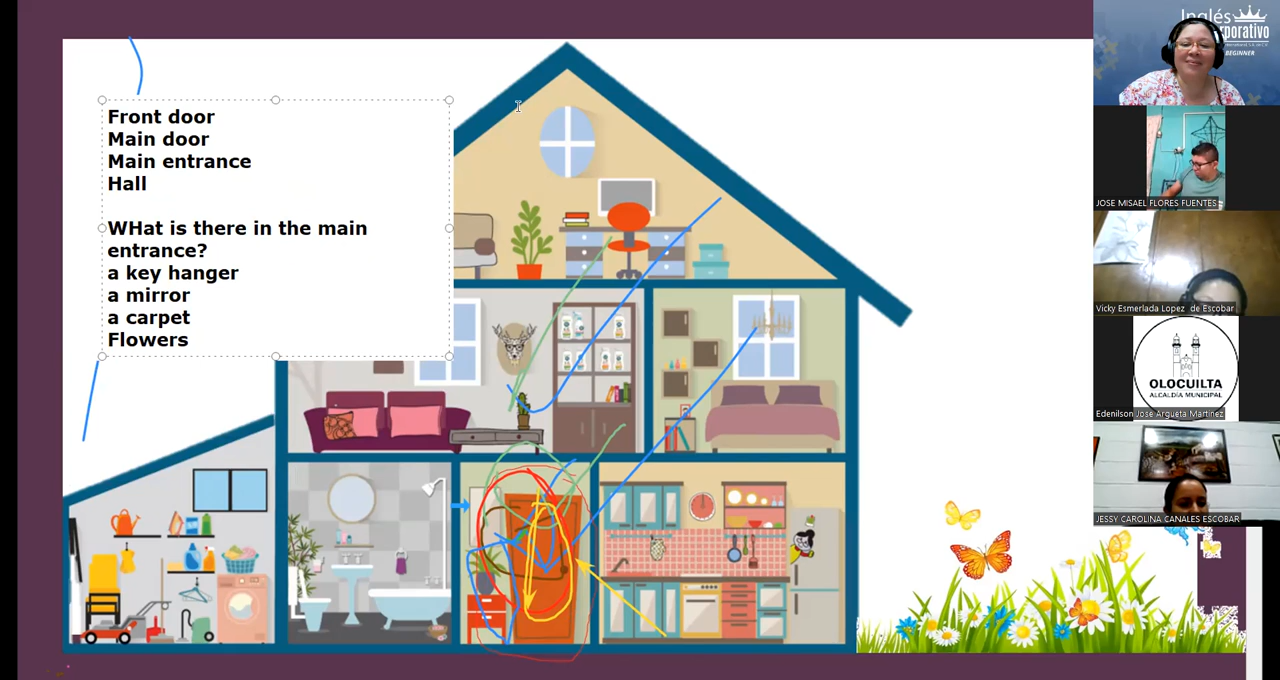 Front door
Main door
Main entrance
Hall
WHat is there in the main
entrance?
a key hanger
a mirror
a carpet
Flowers
Inglés
BEGINNER
JOSE MISAEL FLORES FUENTES
Vicky Esmerlada Lopez de Escobar
OLOCUILTA
ALCALDÍA MUNICIPAL
Edenilson Jose Argueta Martinez
JESSY CAROLINA CANALES ESCOBAR